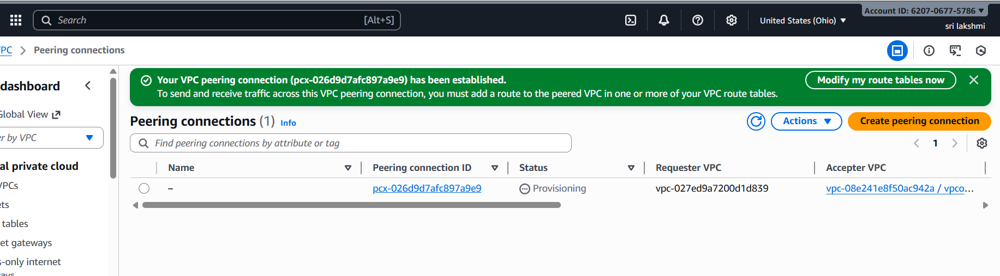 Account ID: 6207-0677-5786
Search [Alt+S] United States (Ohio) sri lakshmi
VPC > Peering connections
dashboard
Your VPC peering connection (pcx-026d9d7afc897a9e9) has been established.
To send and receive traffic across this VPC peering connection, you must add a route to the peered VPC in one or more of your VPC route tables.
Modify my route tables now
Global View
er by VPC
al private cloud
VPCs
ets
tables
et gateways
s-only internet
Peering connections (1) Info
Actions
Create peering connection
Find peering connections by attribute or tag
1
Name Peering connection ID Status Requester VPC Accepter VPC
– pcx-026d9d7afc897a9e9 Provisioning vpc-027ed9a7200d1d839 vpc-08e241e8f50ac942a / vpco...